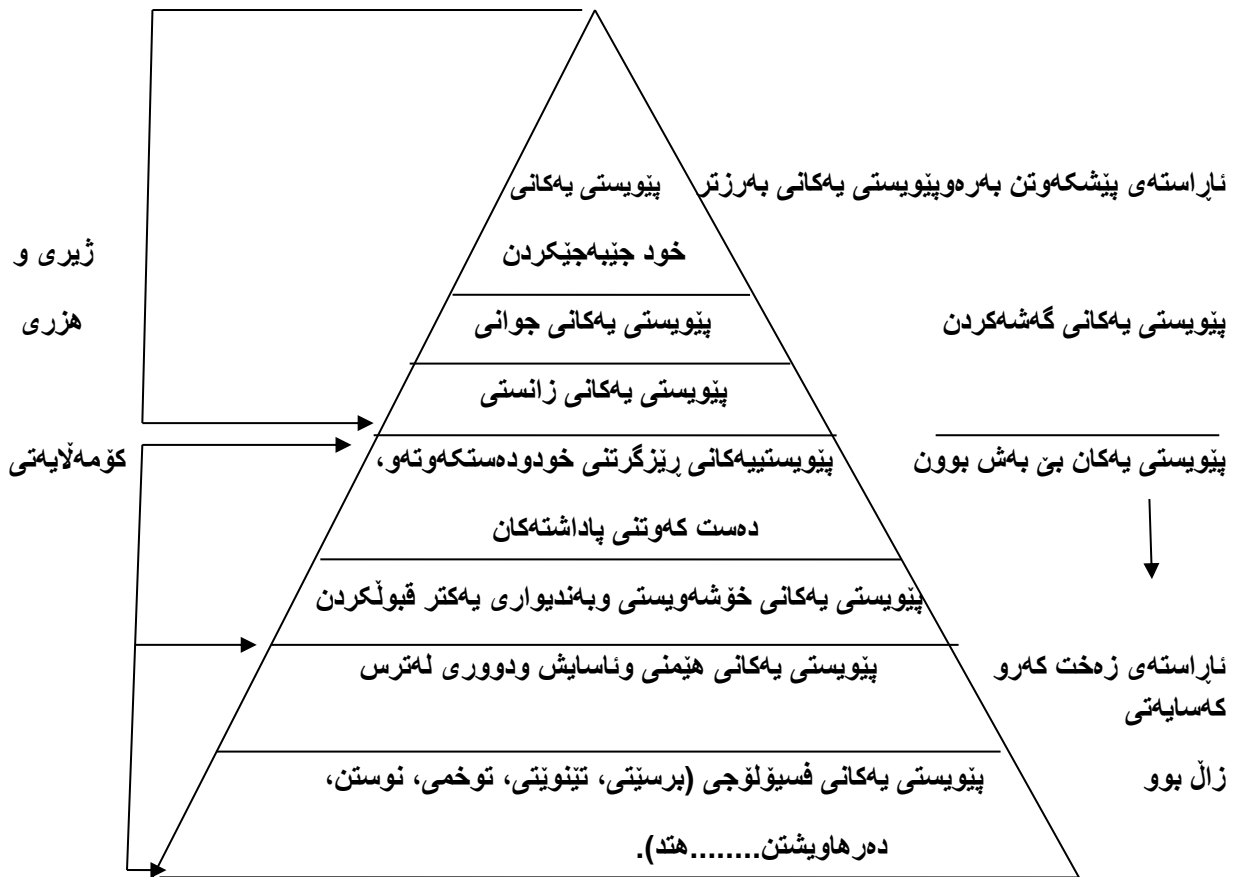 ئاڕاستەی پێشکەوتن بەرەوپێویستی یەکانی بەرزتر
پێویستی یەکانی
خود جێبەجێکردن
ژیری و
هزری
پێویستی یەکانی گەشەکردن
پێویستی یەکانی جوانی
پێویستی یەکانی زانستی
پێویستی یەکان بێ بەش بوون
پێویستییەکانی ڕێزگرتنی خودودەستکەوتەو،
کۆمەڵایەتی
دەست کەوتنی پاداشتەکان
پێویستی یەکانی خۆشەویستی وبەندیواری یەکتر قبوڵکردن
ئاڕاستەی زەخت کەرو
کەسایەتی
پێویستی یەکانی هێمنی وئاسایش ودووری لەترس
زاڵ بوو
پێویستی یەکانی فسیۆلۆجی (برسێتی، تێنوێتی، توخمی، نوستن،
دەرهاویشتن........هتد).